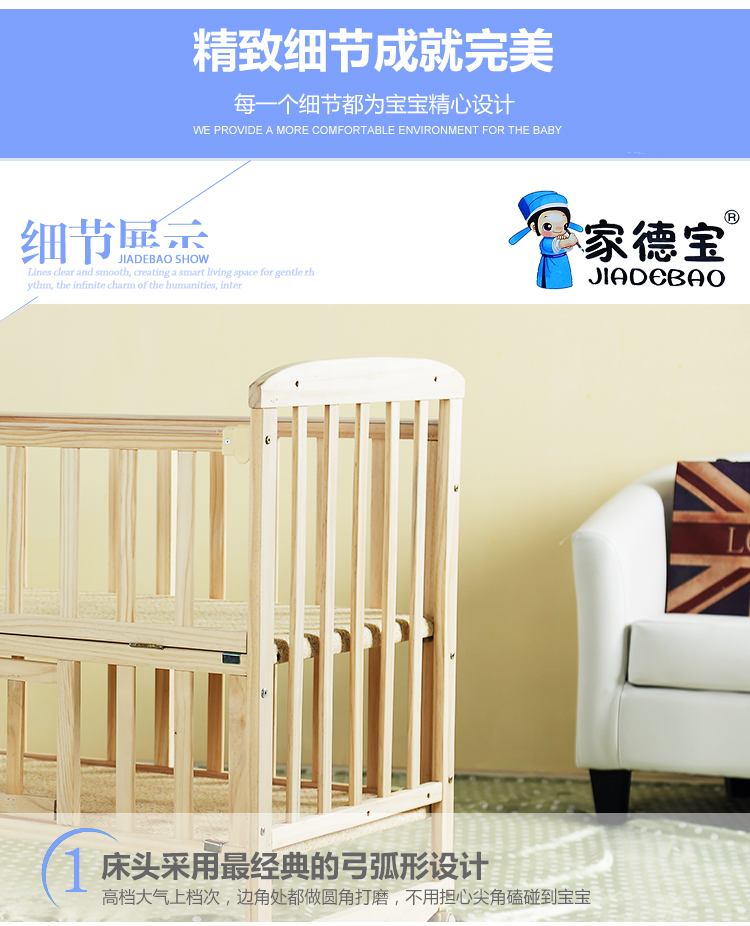 精致细节成就完美
每一个细节都为宝宝精心设计
WE PROVIDE A MORE COMFORTABLE ENVIRONMENT FOR THE BABY
细节展示
JIADEBAO SHOW
Lines clear and smooth, creating a smart living space for gentle rh
ythm, the infinite charm of the humanities, inter
家德宝®
JIADEBAO
LO
1 床头采用最经典的弓弧形设计
高档大气上档次，边角处都做圆角打磨，不用担心尖角磕碰到宝宝